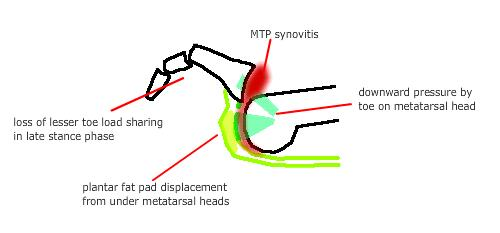 MTP synovitis
downward pressure by
toe on metatarsal head
loss of lesser toe load sharing
in late stance phase
plantar fat pad displacement
from under metatarsal heads